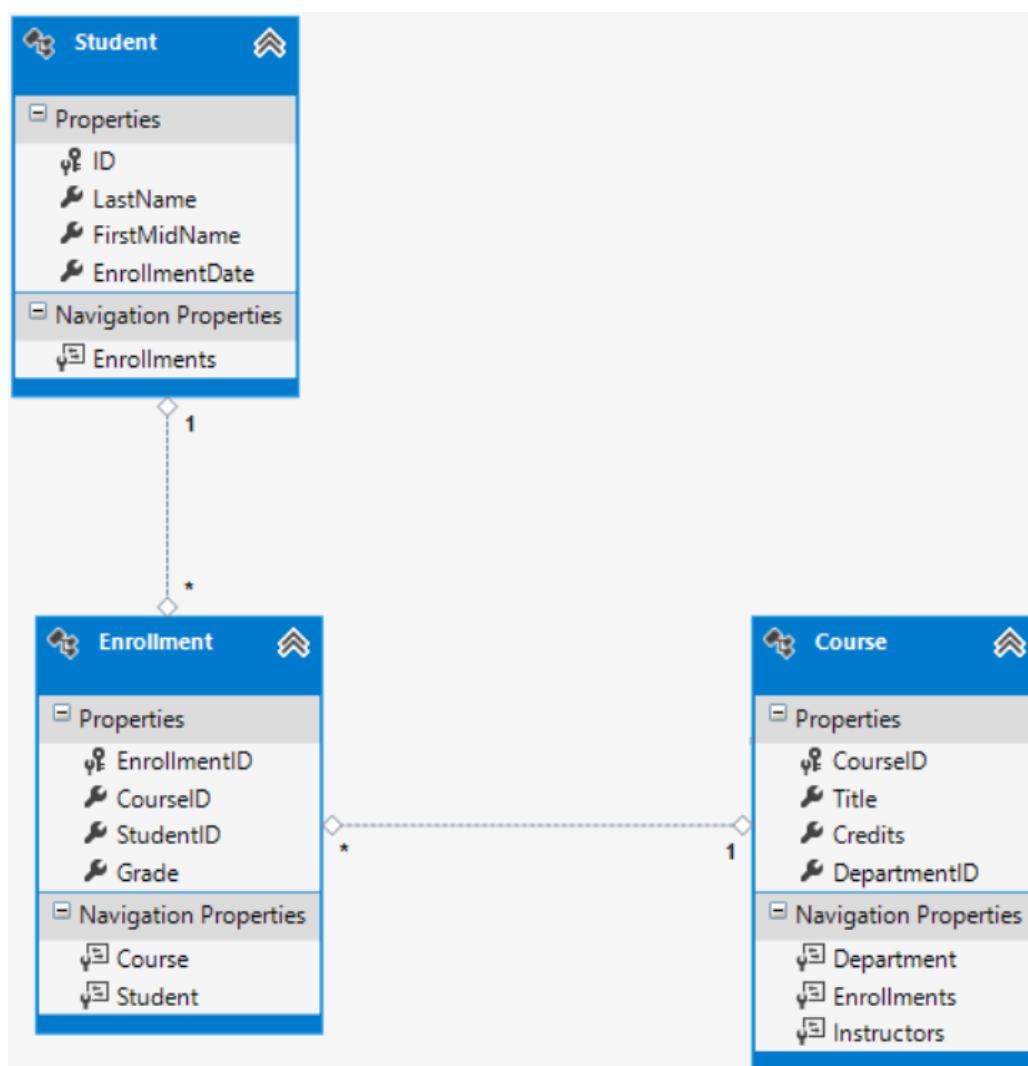 Student
Properties
ID
LastName
FirstMidName
EnrollmentDate
Navigation Properties
Enrollments
1
*
Enrollment
Properties
EnrollmentID
CourseID
StudentID
Grade
Navigation Properties
Course
Student
*
1
Course
Properties
CourseID
Title
Credits
DepartmentID
Navigation Properties
Department
Enrollments
Instructors